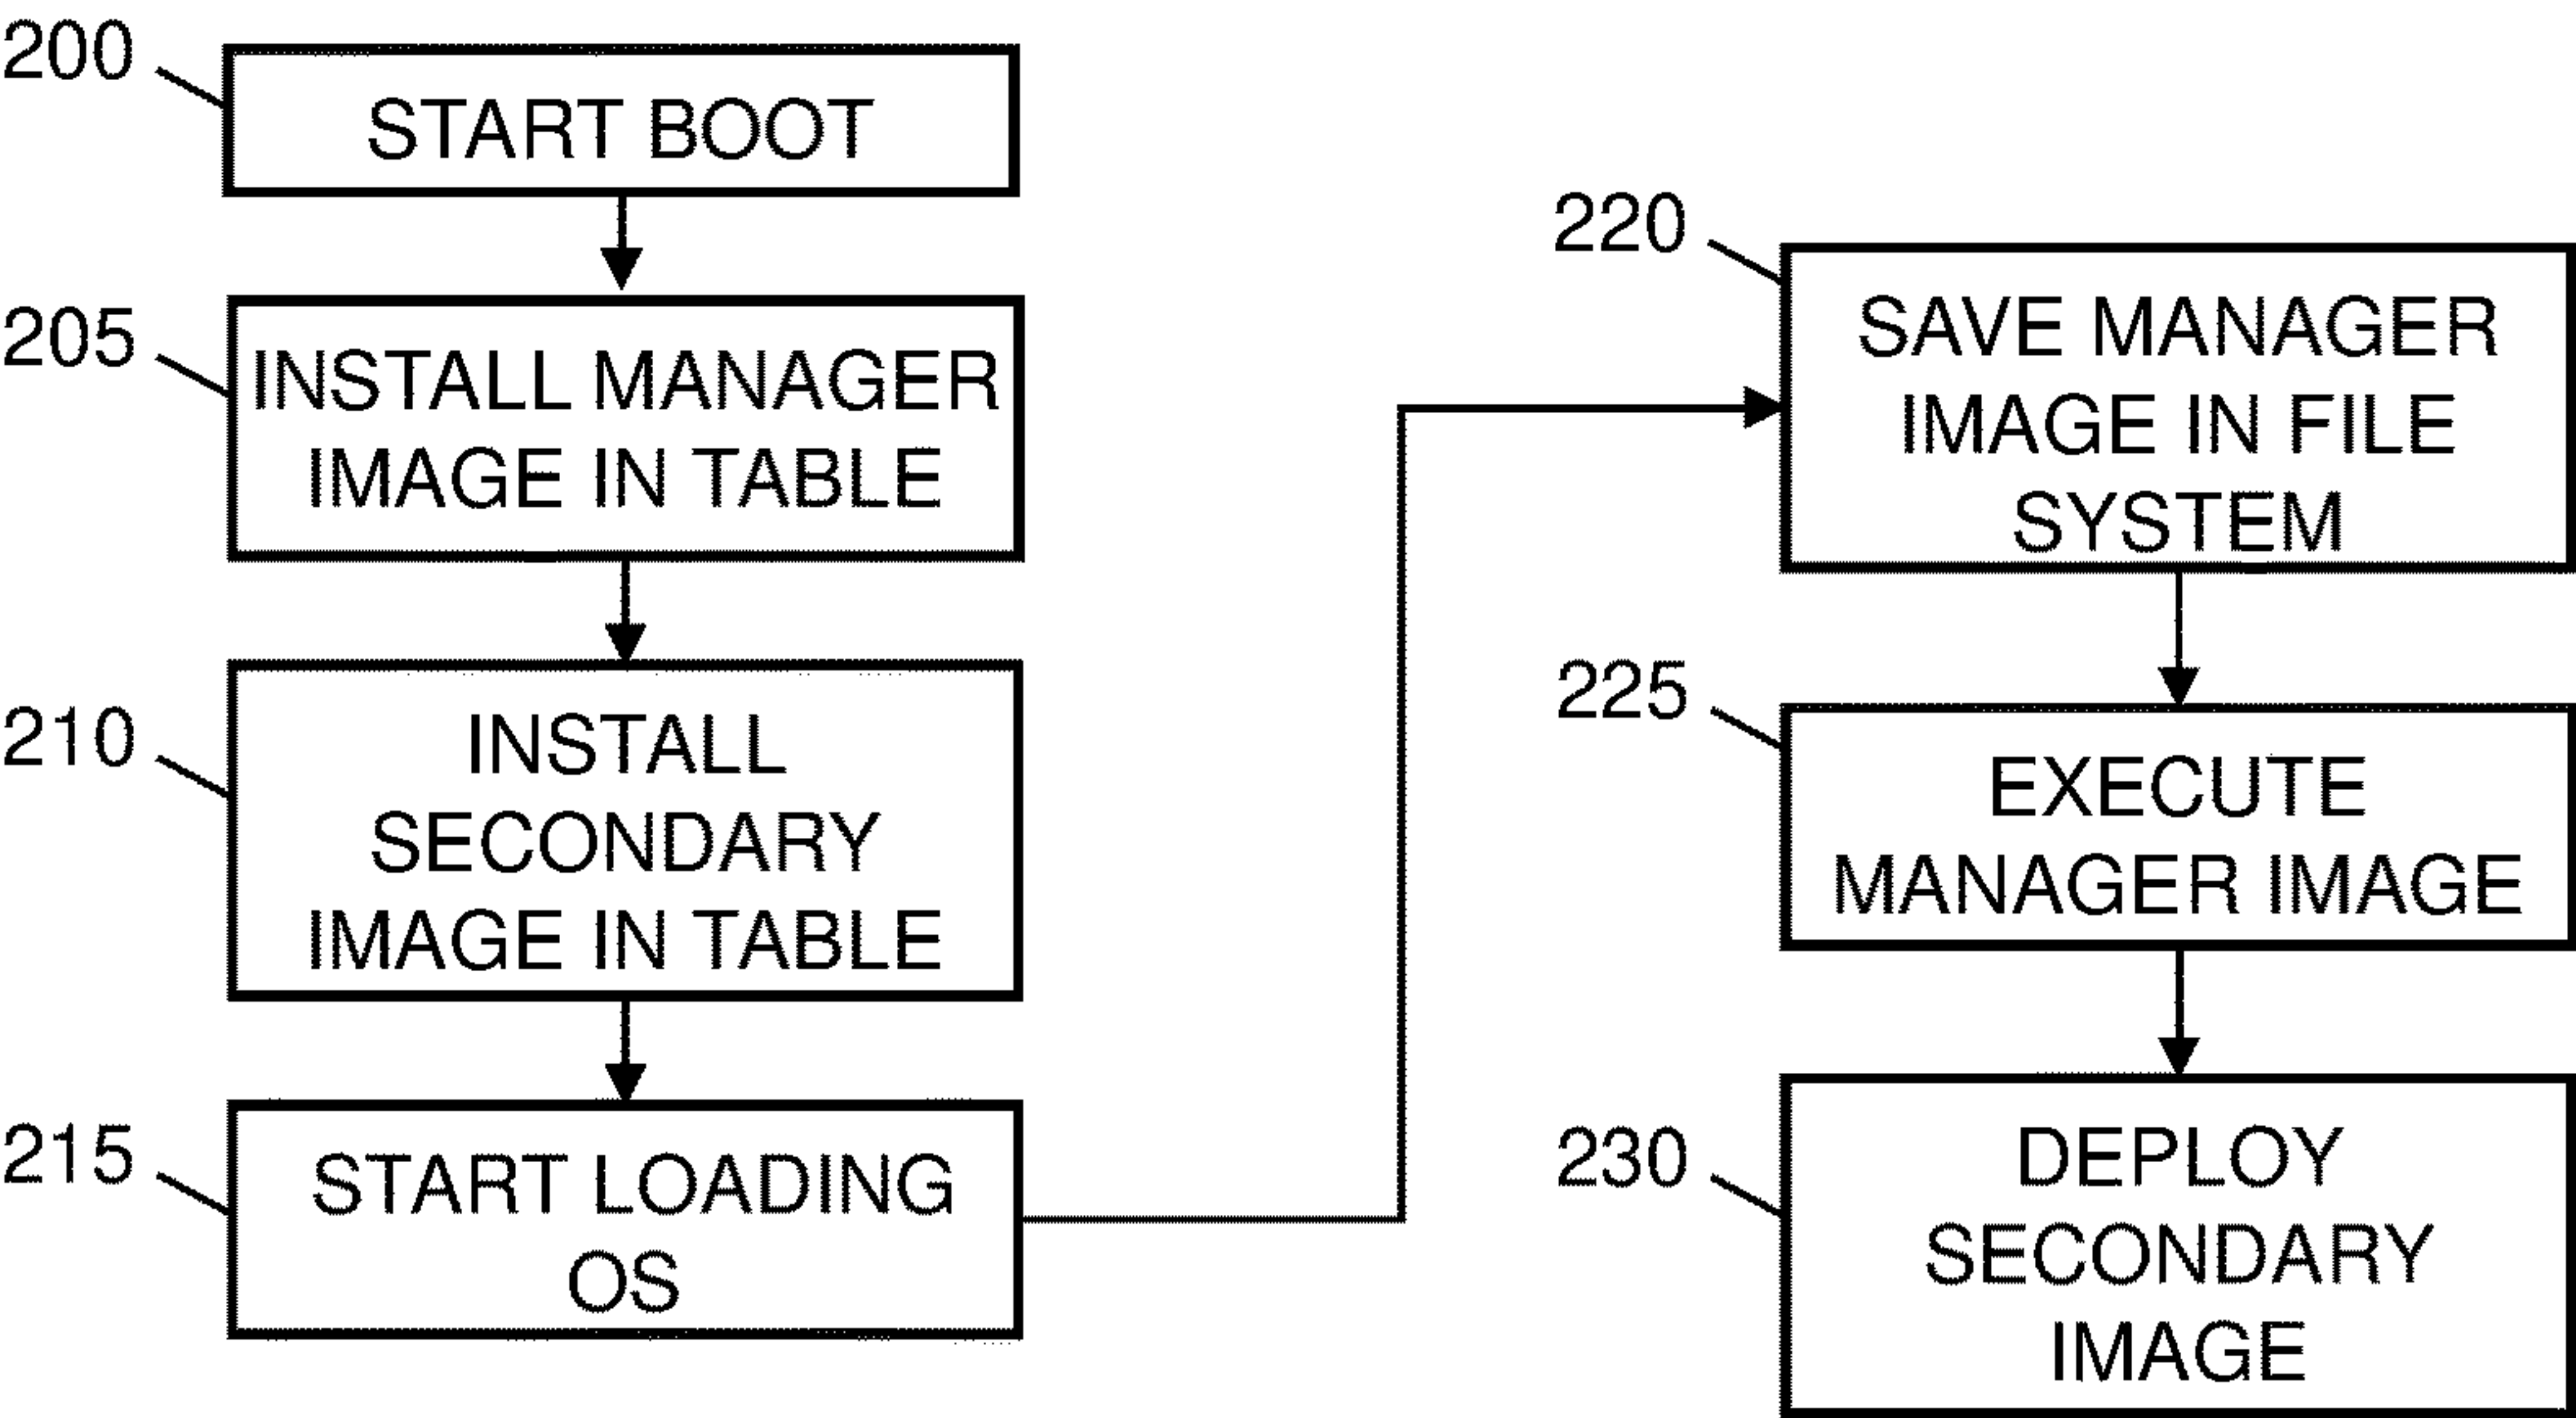 200
START BOOT
205
INSTALL MANAGER
IMAGE IN TABLE
210
INSTALL
SECONDARY
IMAGE IN TABLE
215
START LOADING
OS
220
SAVE MANAGER
IMAGE IN FILE
SYSTEM
225
EXECUTE
MANAGER IMAGE
230
DEPLOY
SECONDARY
IMAGE